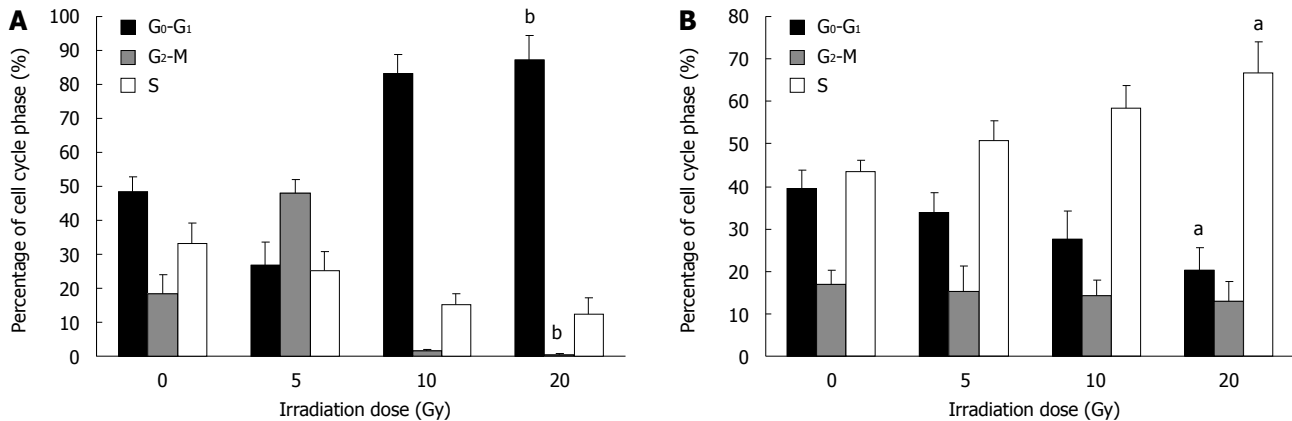 A
Percentage of cell cycle phase (%)
100
90
80
70
60
50
40
30
20
10
0
G₀-G₁
G₂-M
S
b
b
0 5 10 20
Irradiation dose (Gy)
B
Percentage of cell cycle phase (%)
80
70
60
50
40
30
20
10
0
G₀-G₁
G₂-M
S
a
a
0 5 10 20
Irradiation dose (Gy)